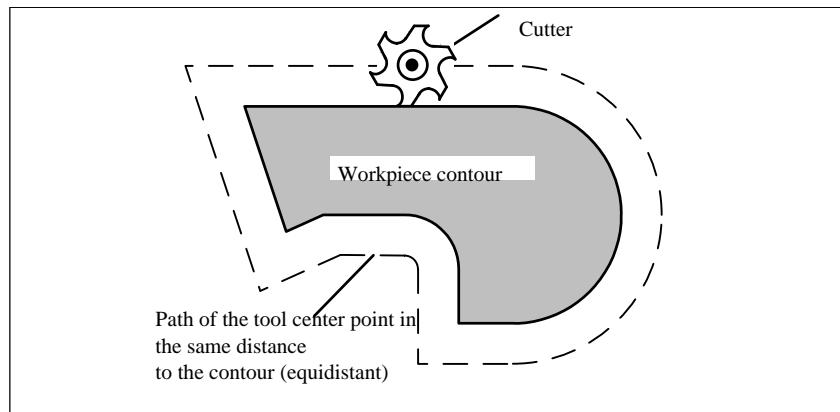 Cutter
Workpiece contour
Path of the tool center point in
the same distance
to the contour (equidistant)